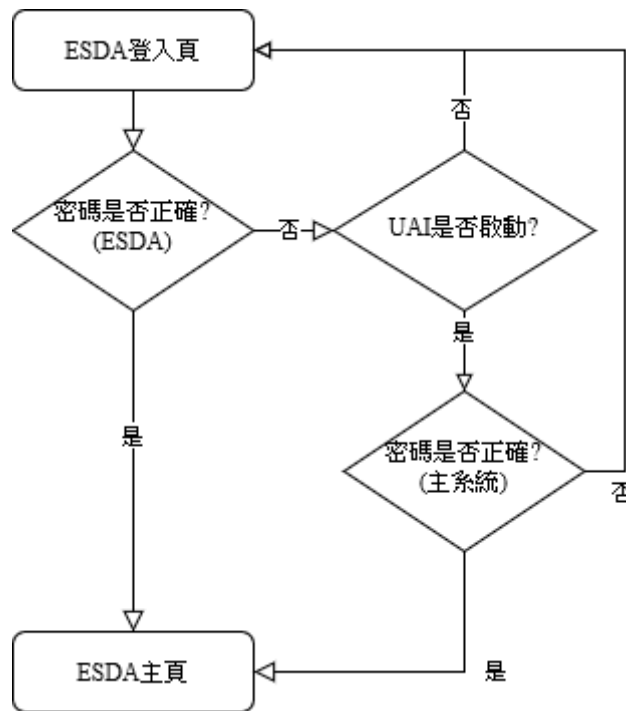 ESDA登入頁
否
密碼是否正確?
(ESDA)
否
UAI是否啟動?
是
是
密碼是否正確?
(主系統)
否
ESDA主頁
是